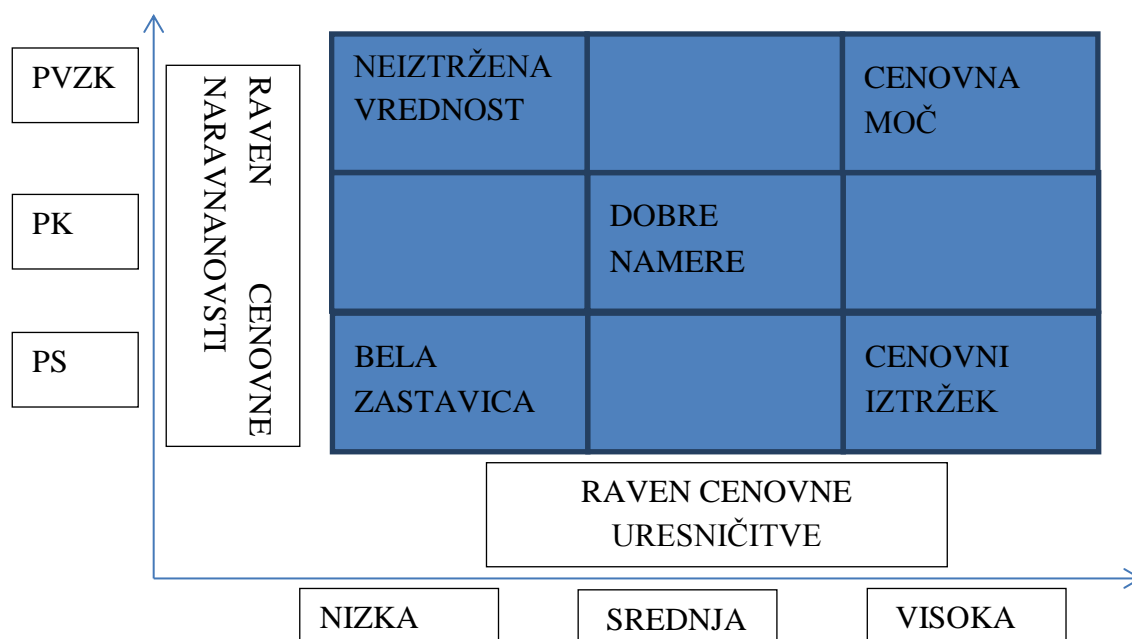 PVZK
PK
PS
RAVEN CENOVNE
NARAVNANOVSTI
NEIZTRŽENA
VREDNOST
CENOVNA
MOČ
DOBRE
NAMERE
BELA
ZASTAVICA
CENOVNI
IZTRŽEK
RAVEN CENOVNE
URESNIČITVE
NIZKA
SREDNJA
VISOKA